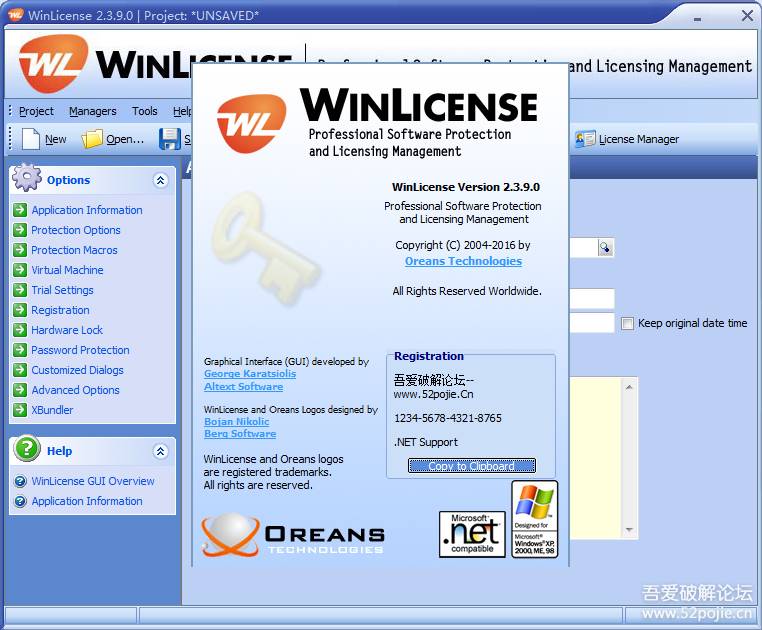 WinLicense 2.3.9.0 | Project: *UNSAVED*
WL WINLICENSE
and Licensing Management
Project Managers Tools Help
New Open...
License Manager
Options
Application Information
Protection Options
Protection Macros
Virtual Machine
Trial Settings
Registration
Hardware Lock
Password Protection
Customized Dialogs
Advanced Options
XBundler
Help
WinLicense GUI Overview
Application Information
Keep original date time
WL WINLICENSE
Professional Software Protection
and Licensing Management
WinLicense Version 2.3.9.0
Professional Software Protection
and Licensing Management
Copyright (C) 2004-2016 by
Oreans Technologies
All Rights Reserved Worldwide.
Graphical Interface (GUI) developed by
George Karatsiolis
Altext Software
WinLicense and Oreans Logos designed by
Bojan Nikolic
Berg Software
WinLicense and Oreans logos
are registered trademarks.
All rights are reserved.
Registration
吾爱破解论坛--
www.52pojie.Cn
1234-5678-4321-8765
.NET Support
Copy to Clipboard
OREANS
TECHNOLOGIES
Microsoft
.net
compatible
Designed for
Microsoft®
Windows®XP,
2000, ME, 98
吾爱破解论坛
www.52pojie.cn